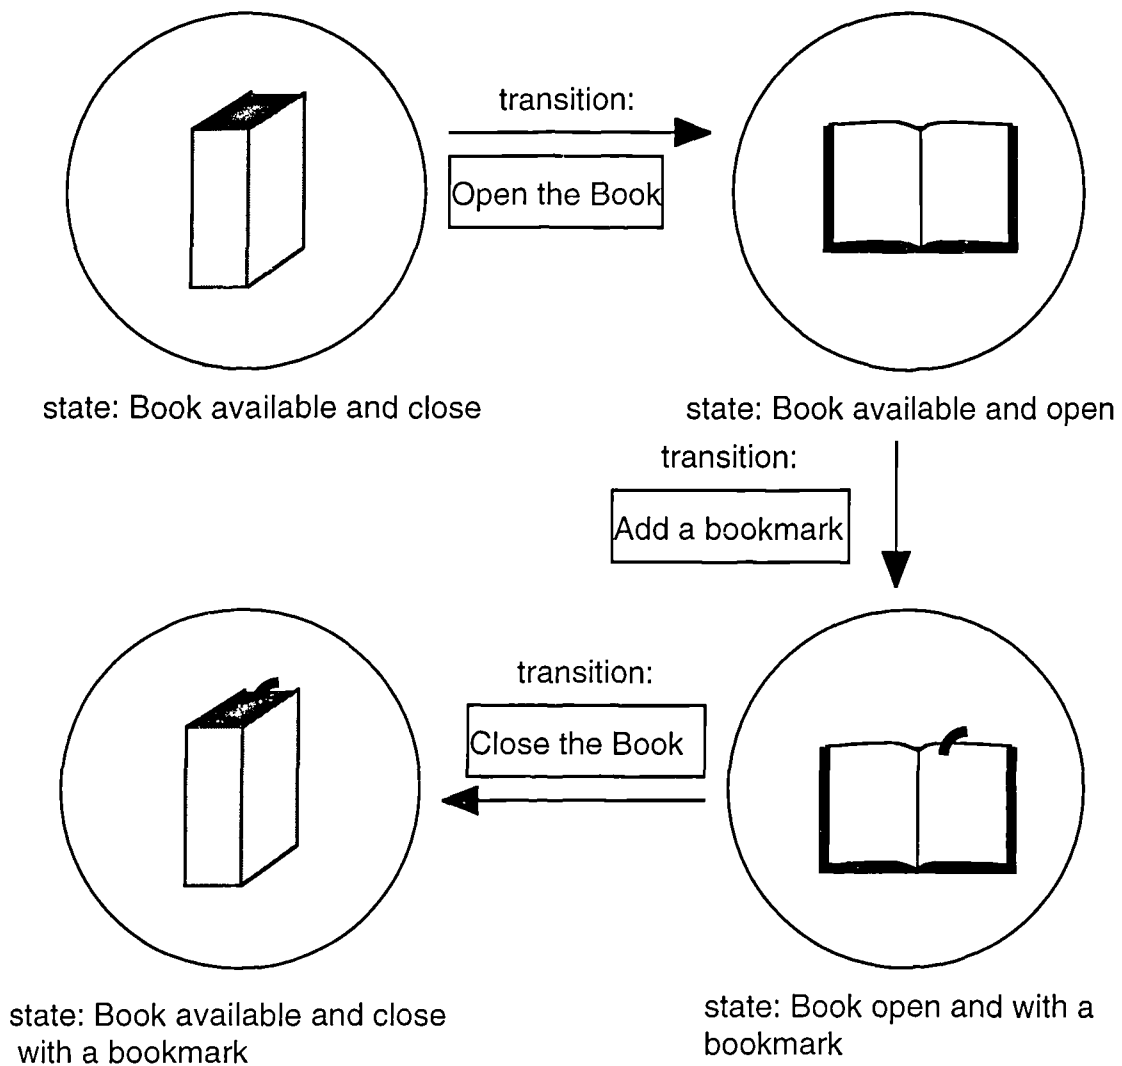 transition:
Open the Book
state: Book available and close
state: Book available and open
transition:
Add a bookmark
transition:
Close the Book
state: Book available and close
with a bookmark
state: Book open and with a
bookmark